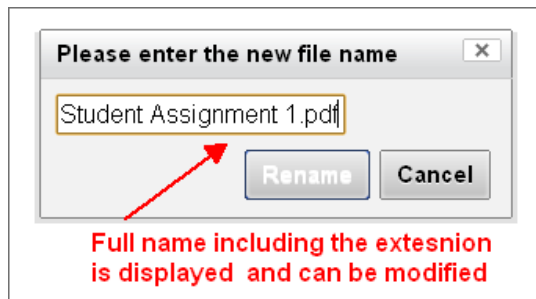 Please enter the new file name
Student Assignment 1.pdf
Rename Cancel
Full name including the extesnion
is displayed and can be modified